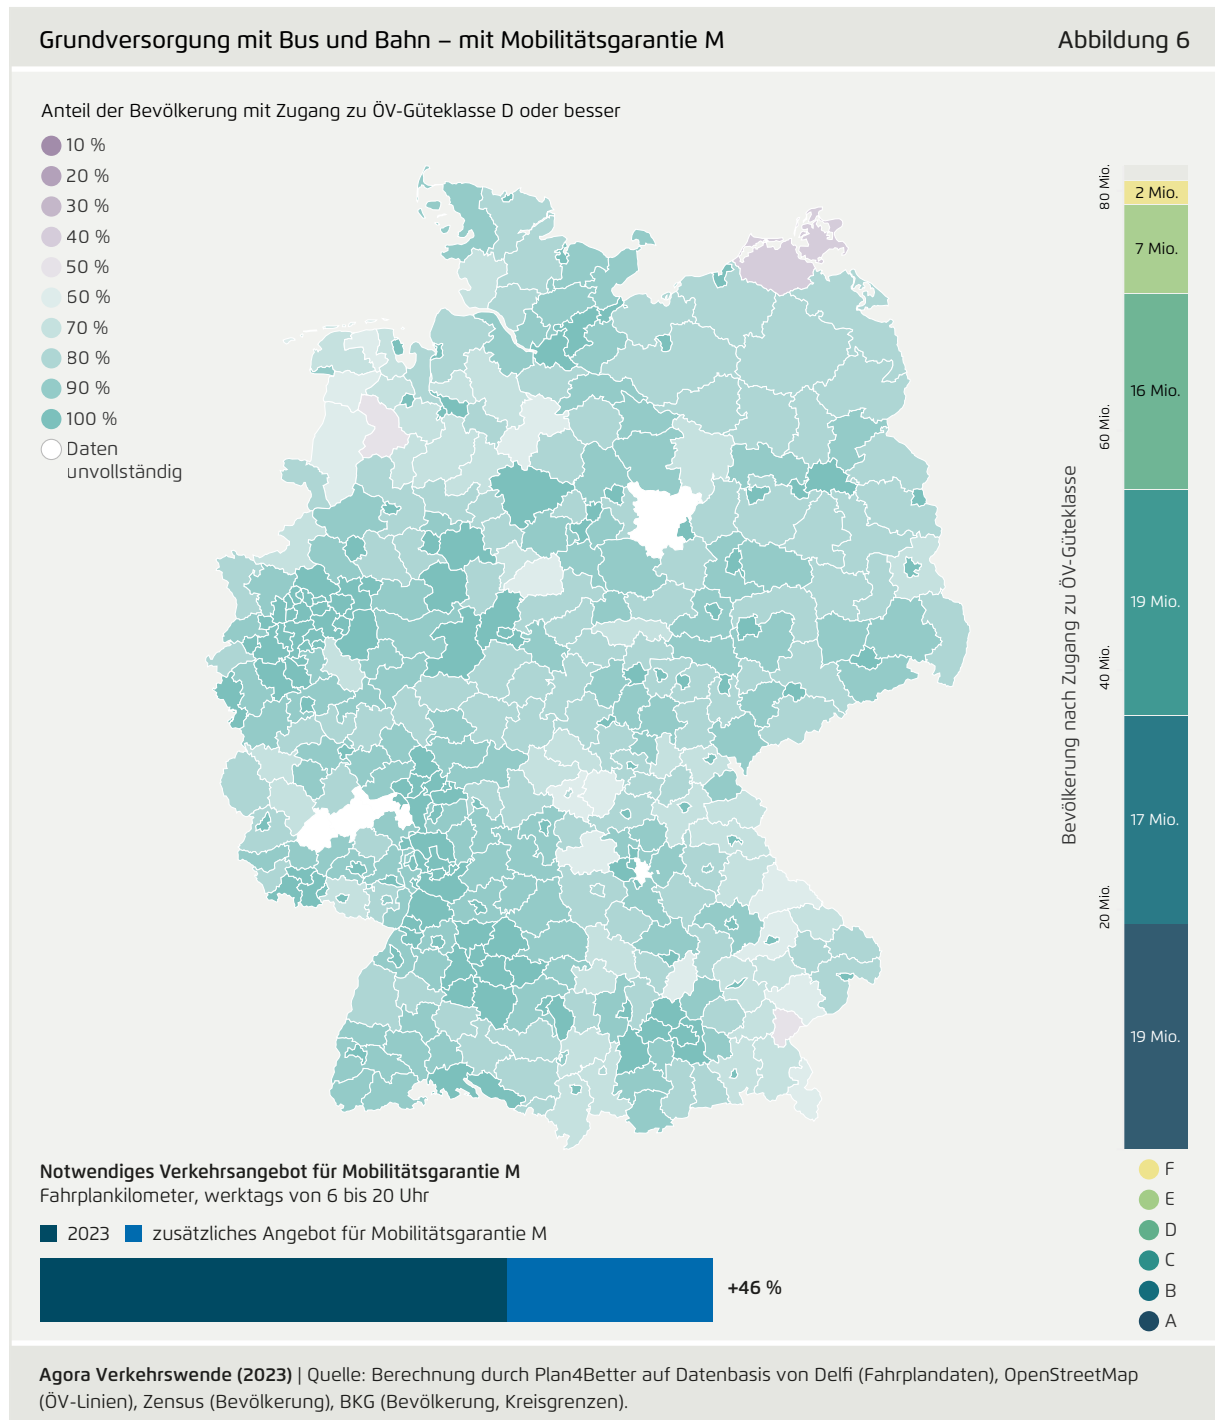 Grundversorgung mit Bus und Bahn – mit Mobilitätsgarantie M
Abbildung 6
Anteil der Bevölkerung mit Zugang zu ÖV-Güteklasse D oder besser
10 %
20 %
30 %
40 %
50 %
60 %
70 %
80 %
90 %
100 %
Daten
unvollständig
80 Mio.
60 Mio.
40 Mio.
20 Mio.
Bevölkerung nach Zugang zu ÖV-Güteklasse
2 Mio.
7 Mio.
16 Mio.
19 Mio.
17 Mio.
19 Mio.
F
E
D
C
B
A
Notwendiges Verkehrsangebot für Mobilitätsgarantie M
Fahrplankilometer, werktags von 6 bis 20 Uhr
2023 zusätzliches Angebot für Mobilitätsgarantie M
+46 %
Agora Verkehrswende (2023) | Quelle: Berechnung durch Plan4Better auf Datenbasis von Delfi (Fahrplandaten), OpenStreetMap
(ÖV-Linien), Zensus (Bevölkerung), BKG (Bevölkerung, Kreisgrenzen).